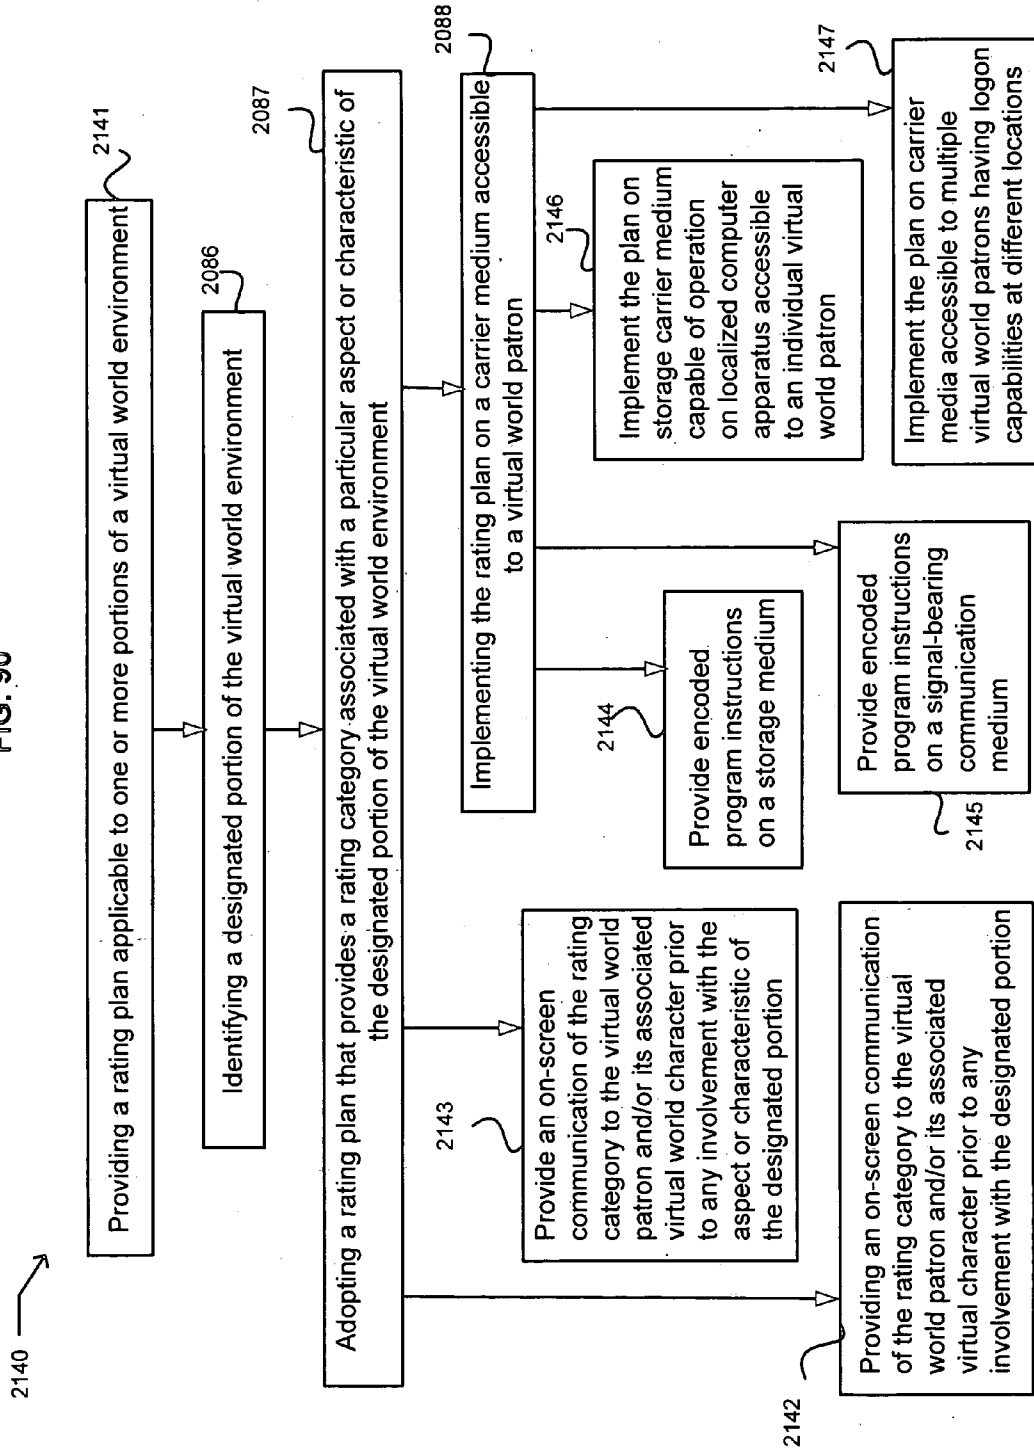 FIG. 90
2140
2141
Providing a rating plan applicable to one or more portions of a virtual world environment
2086
Identifying a designated portion of the virtual world environment
2087
Adopting a rating plan that provides a rating category associated with a particular aspect or characteristic of
the designated portion of the virtual world environment
2088
Implementing the rating plan on a carrier medium accessible
to a virtual world patron
2143
Provide an on-screen
communication of the rating
category to the virtual world
patron and/or its associated
virtual world character prior
to any involvement with the
aspect or characteristic of
the designated portion
2142
Providing an on-screen communication
of the rating category to the virtual
world patron and/or its associated
virtual character prior to any
involvement with the designated portion
2144
Provide encoded
program instructions
on a storage medium
2145
Provide encoded
program instructions
on a signal-bearing
communication
medium
2146
Implement the plan on
storage carrier medium
capable of operation
on localized computer
apparatus accessible
to an individual virtual
world patron
2147
Implement the plan on carrier
media accessible to multiple
virtual world patrons having logon
capabilities at different locations